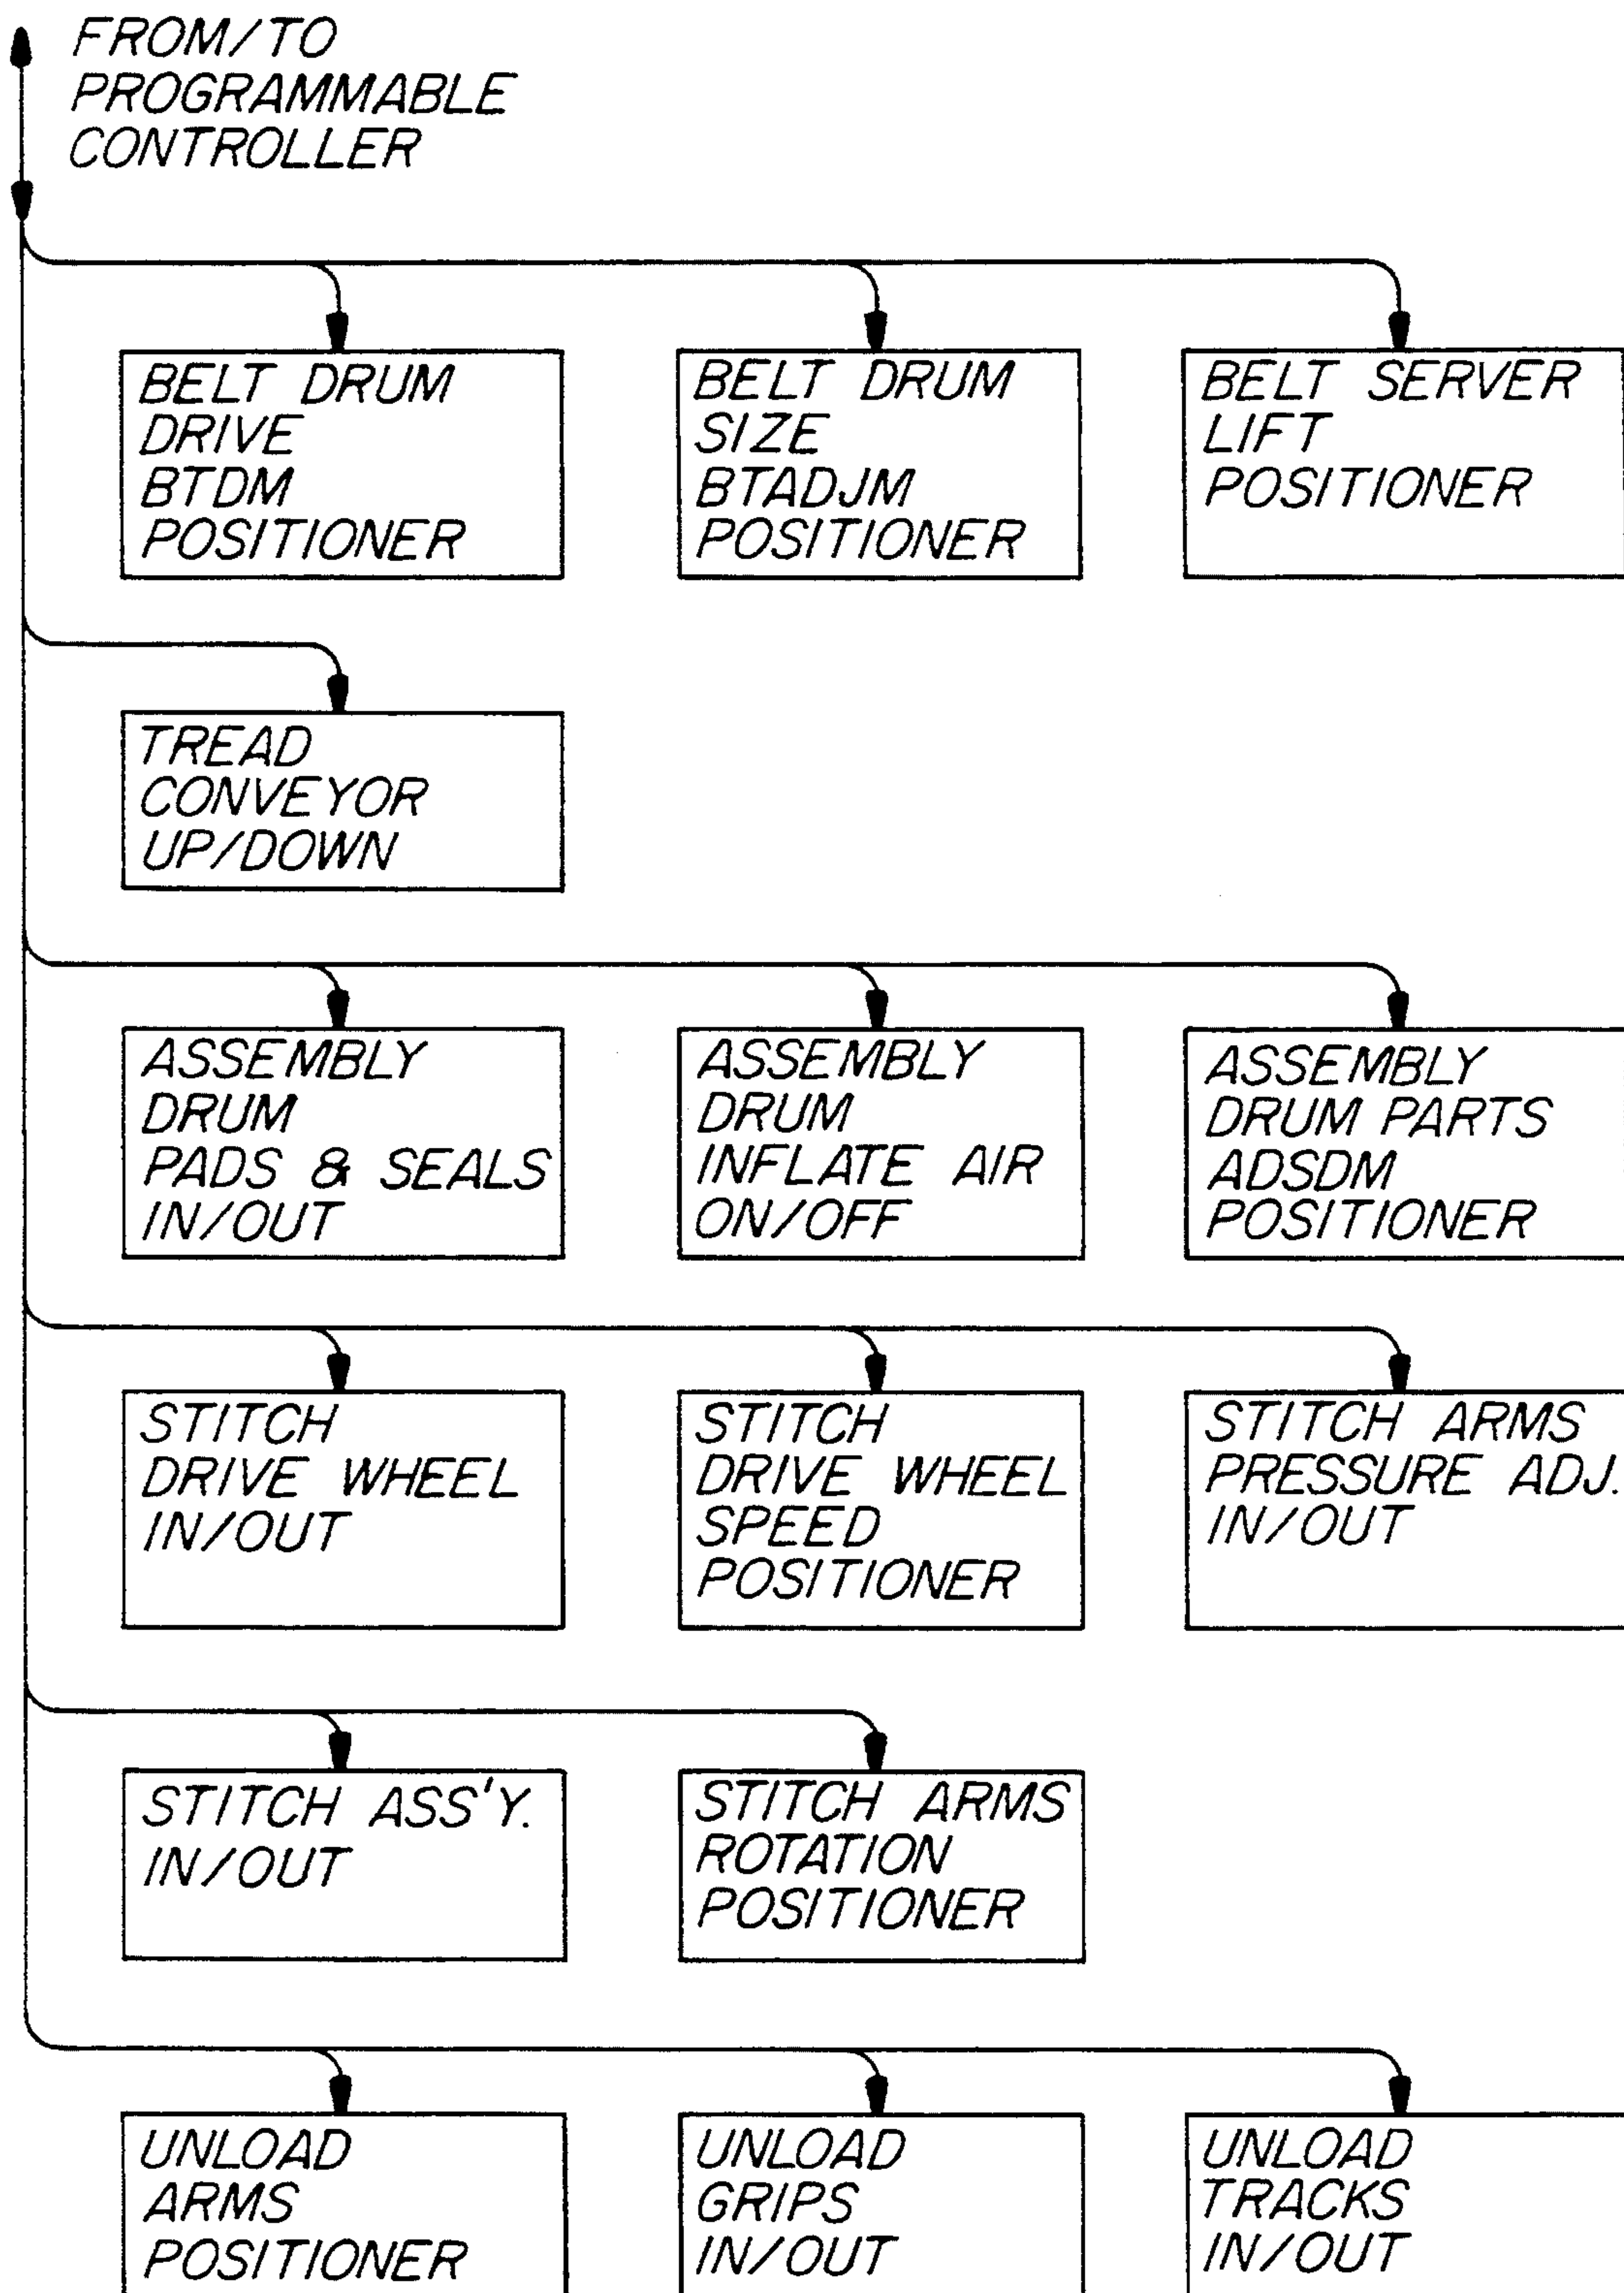 FROM/TO
PROGRAMMABLE
CONTROLLER
BELT DRUM
DRIVE
BTDM
POSITIONER
BELT DRUM
SIZE
BTADJM
POSITIONER
BELT SERVER
LIFT
POSITIONER
TREAD
CONVEYOR
UP/DOWN
ASSEMBLY
DRUM
PADS & SEALS
IN/OUT
ASSEMBLY
DRUM
INFLATE AIR
ON/OFF
ASSEMBLY
DRUM PARTS
ADSDM
POSITIONER
STITCH
DRIVE WHEEL
IN/OUT
STITCH
DRIVE WHEEL
SPEED
POSITIONER
STITCH ARMS
PRESSURE ADJ.
IN/OUT
STITCH ASS'Y.
IN/OUT
STITCH ARMS
ROTATION
POSITIONER
UNLOAD
ARMS
POSITIONER
UNLOAD
GRIPS
IN/OUT
UNLOAD
TRACKS
IN/OUT